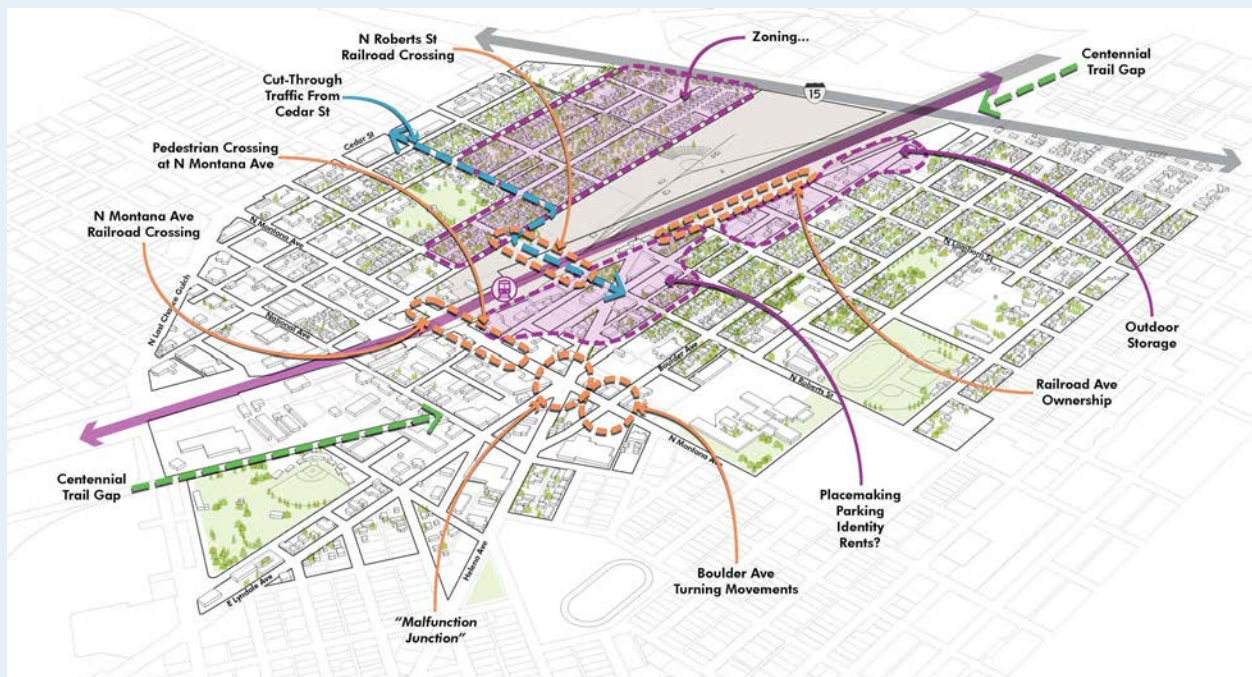 N Roberts St
Railroad Crossing
Zoning...
Centennial
Trail Gap
Cut-Through
Traffic From
Cedar St
15
Cedar St
Pedestrian Crossing
at N Montana Ave
N Montana Ave
Railroad Crossing
N Montana Ave
N Last Chance Gulch
National Ave
N Lamborn St
Outdoor
Storage
Boulder Ave
N Roberts St
Railroad Ave
Ownership
N Montana Ave
Centennial
Trail Gap
Placemaking
Parking
Identity
Rents?
Helena Ave
E Lyndale Ave
Boulder Ave
Turning Movements
"Malfunction
Junction"